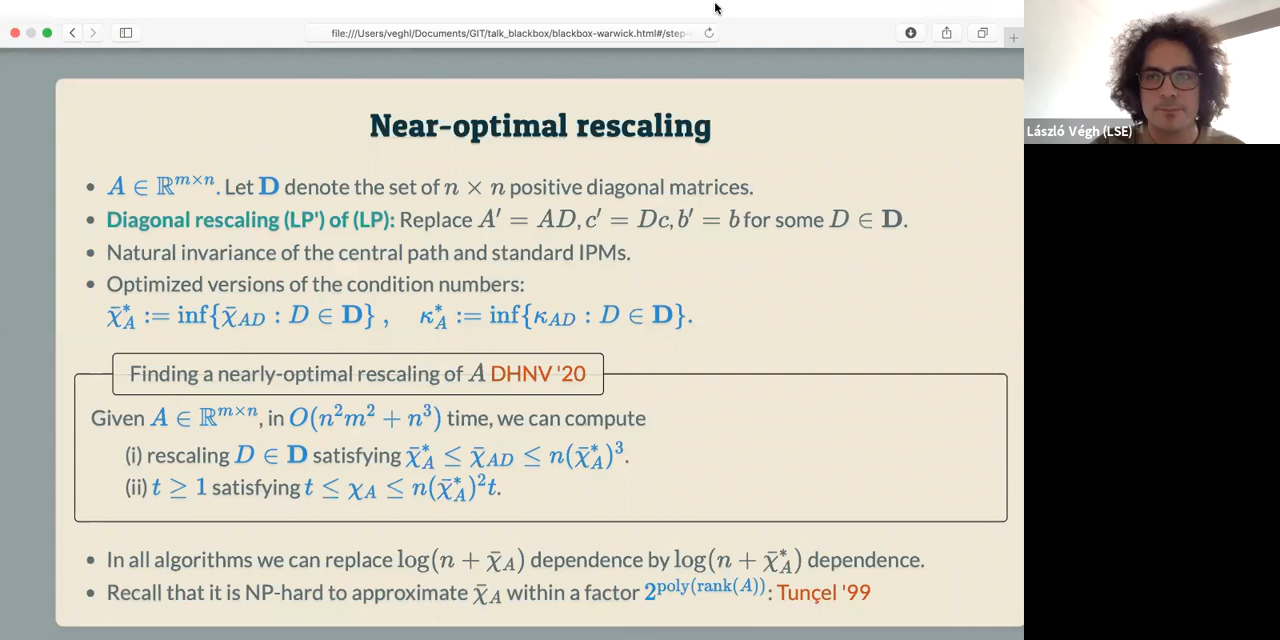 file:///Users/veghl/Documents/GIT/talk_blackbox/blackbox-warwick.html#/step-
László Végh (LSE)
Near-optimal rescaling
• A ∈ ℝ^{m×n}. Let **D** denote the set of n × n positive diagonal matrices.
• Diagonal rescaling (LP') of (LP): Replace A′ = AD, c′ = Dc, b′ = b for some D ∈ **D**.
• Natural invariance of the central path and standard IPMs.
• Optimized versions of the condition numbers:
χ̄*_A := inf{χ̄_{AD} : D ∈ **D**} , κ*_A := inf{κ_{AD} : D ∈ **D**}.
Finding a nearly-optimal rescaling of A DHNV '20
Given A ∈ ℝ^{m×n}, in O(n²m² + n³) time, we can compute
(i) rescaling D ∈ **D** satisfying χ̄*_A ≤ χ̄_{AD} ≤ n(χ̄*_A)³.
(ii) t ≥ 1 satisfying t ≤ χ_A ≤ n(χ̄*_A)²t.
• In all algorithms we can replace log(n + χ̄_A) dependence by log(n + χ̄*_A) dependence.
• Recall that it is NP-hard to approximate χ̄_A within a factor 2^{poly(rank(A))}: Tunçel '99